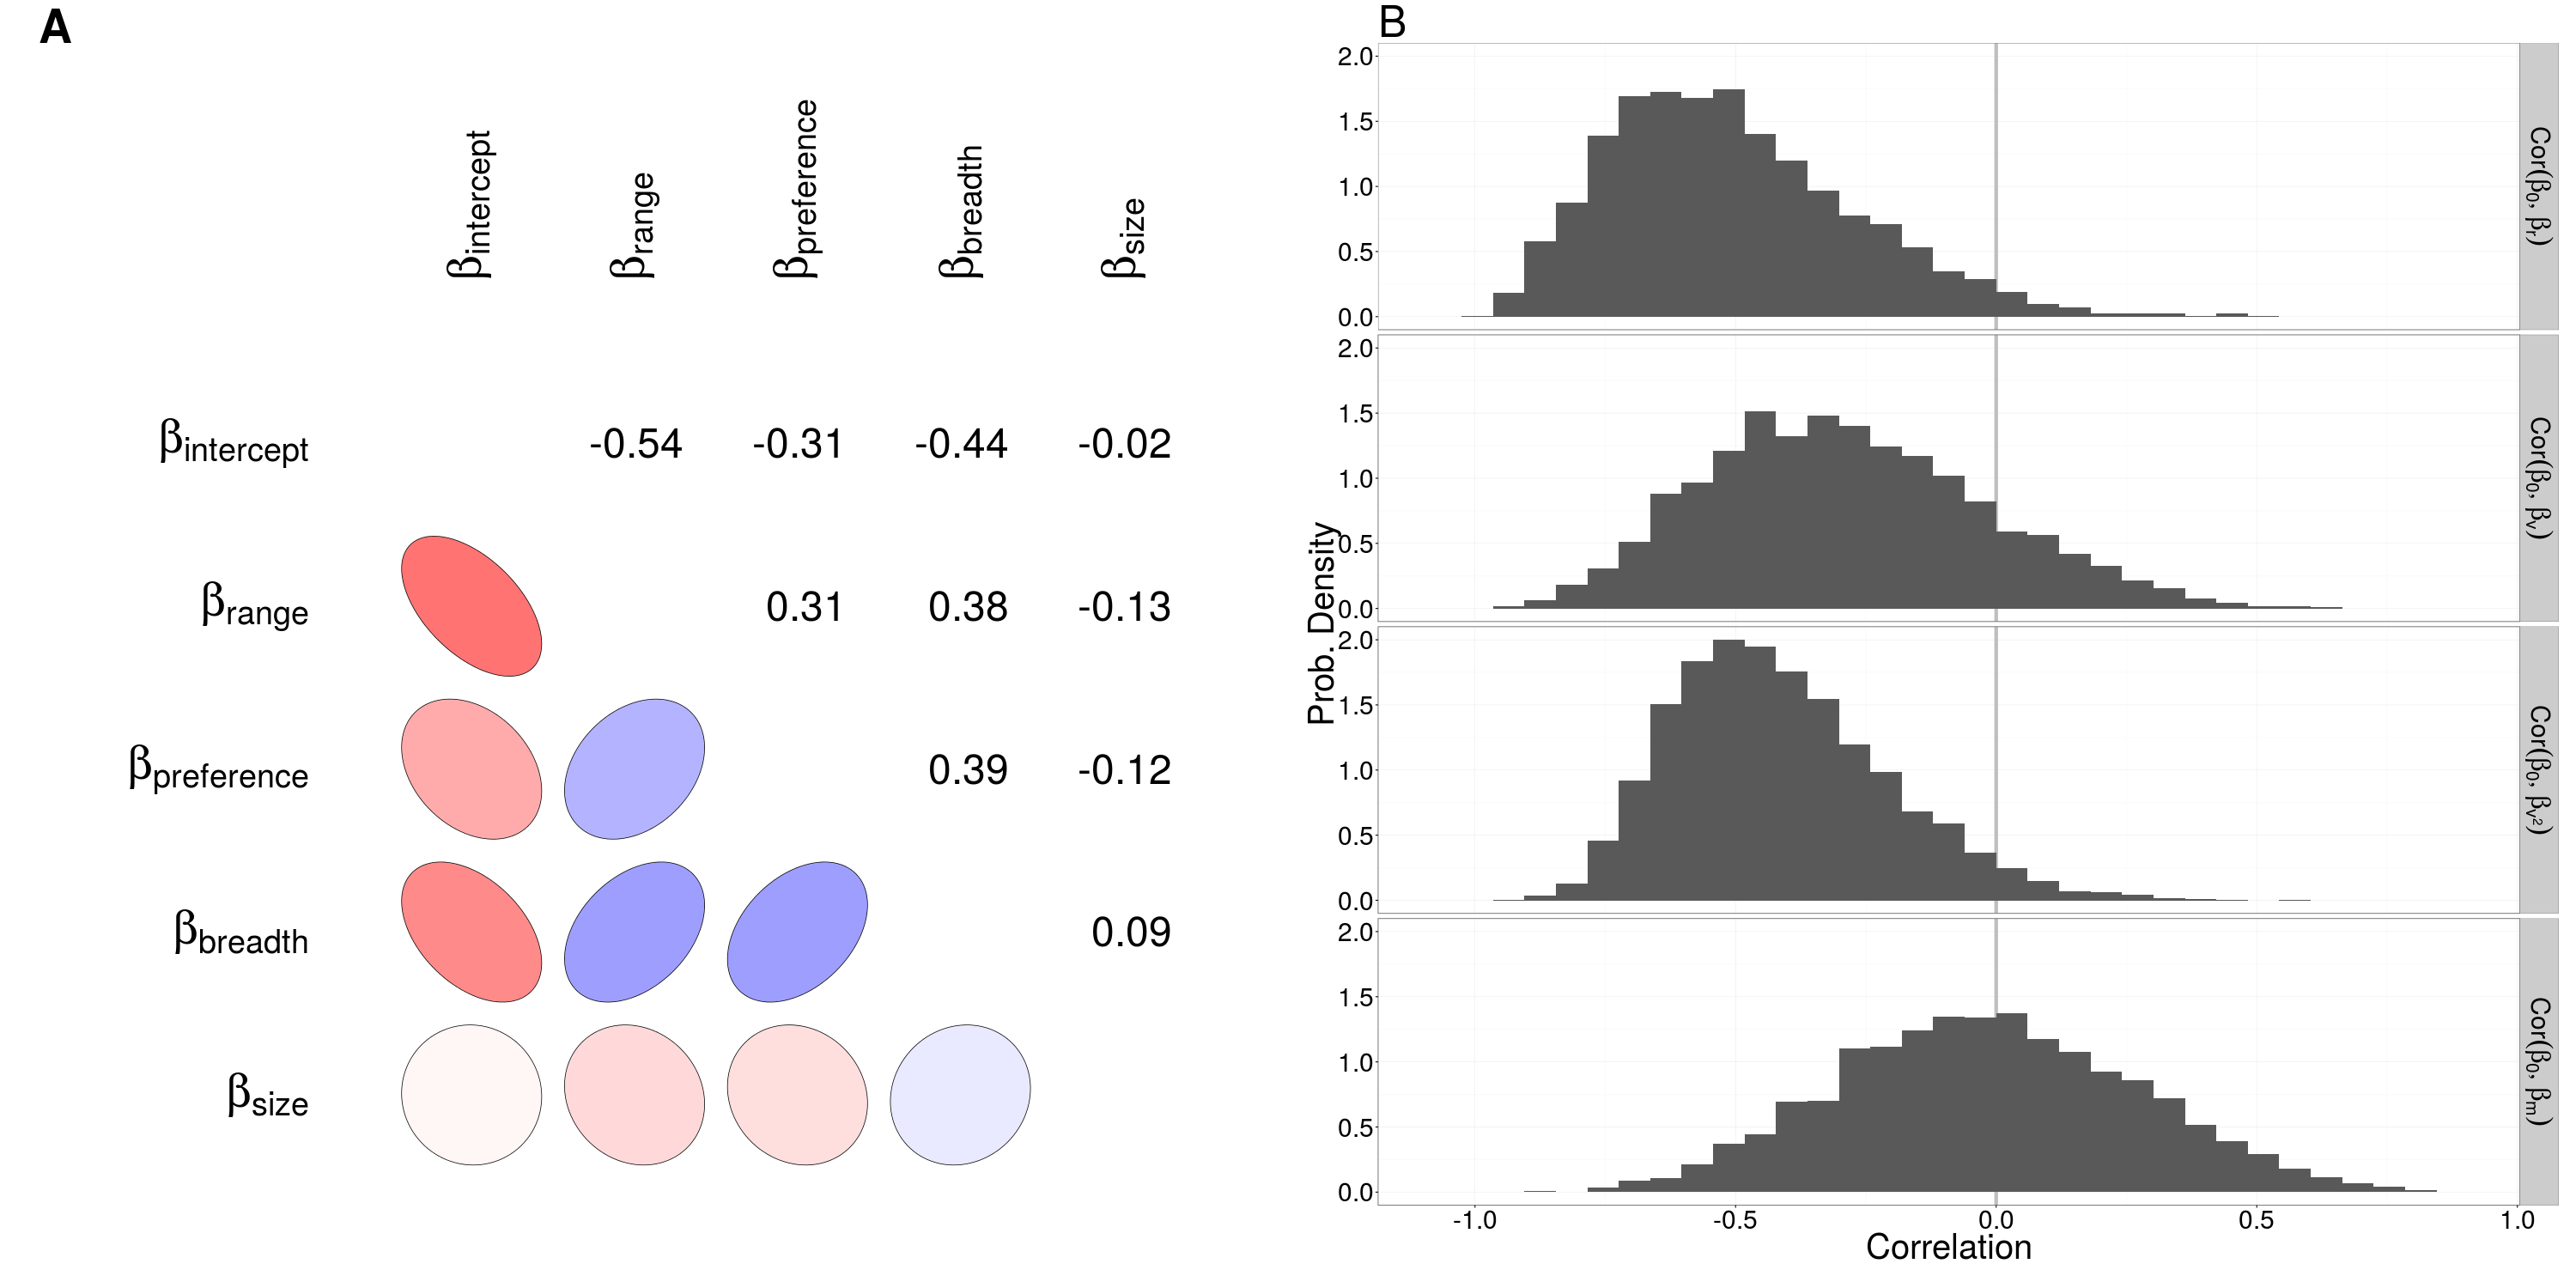 A
βintercept βrange βpreference βbreadth βsize
βintercept -0.54 -0.31 -0.44 -0.02
βrange 0.31 0.38 -0.13
βpreference 0.39 -0.12
βbreadth 0.09
βsize
B
Prob. Density
2.0
1.5
1.0
0.5
0.0
Cor(β0, βr)
2.0
1.5
1.0
0.5
0.0
Cor(β0, βv)
2.0
1.5
1.0
0.5
0.0
Cor(β0, βv²)
2.0
1.5
1.0
0.5
0.0
Cor(β0, βm)
-1.0 -0.5 0.0 0.5 1.0
Correlation